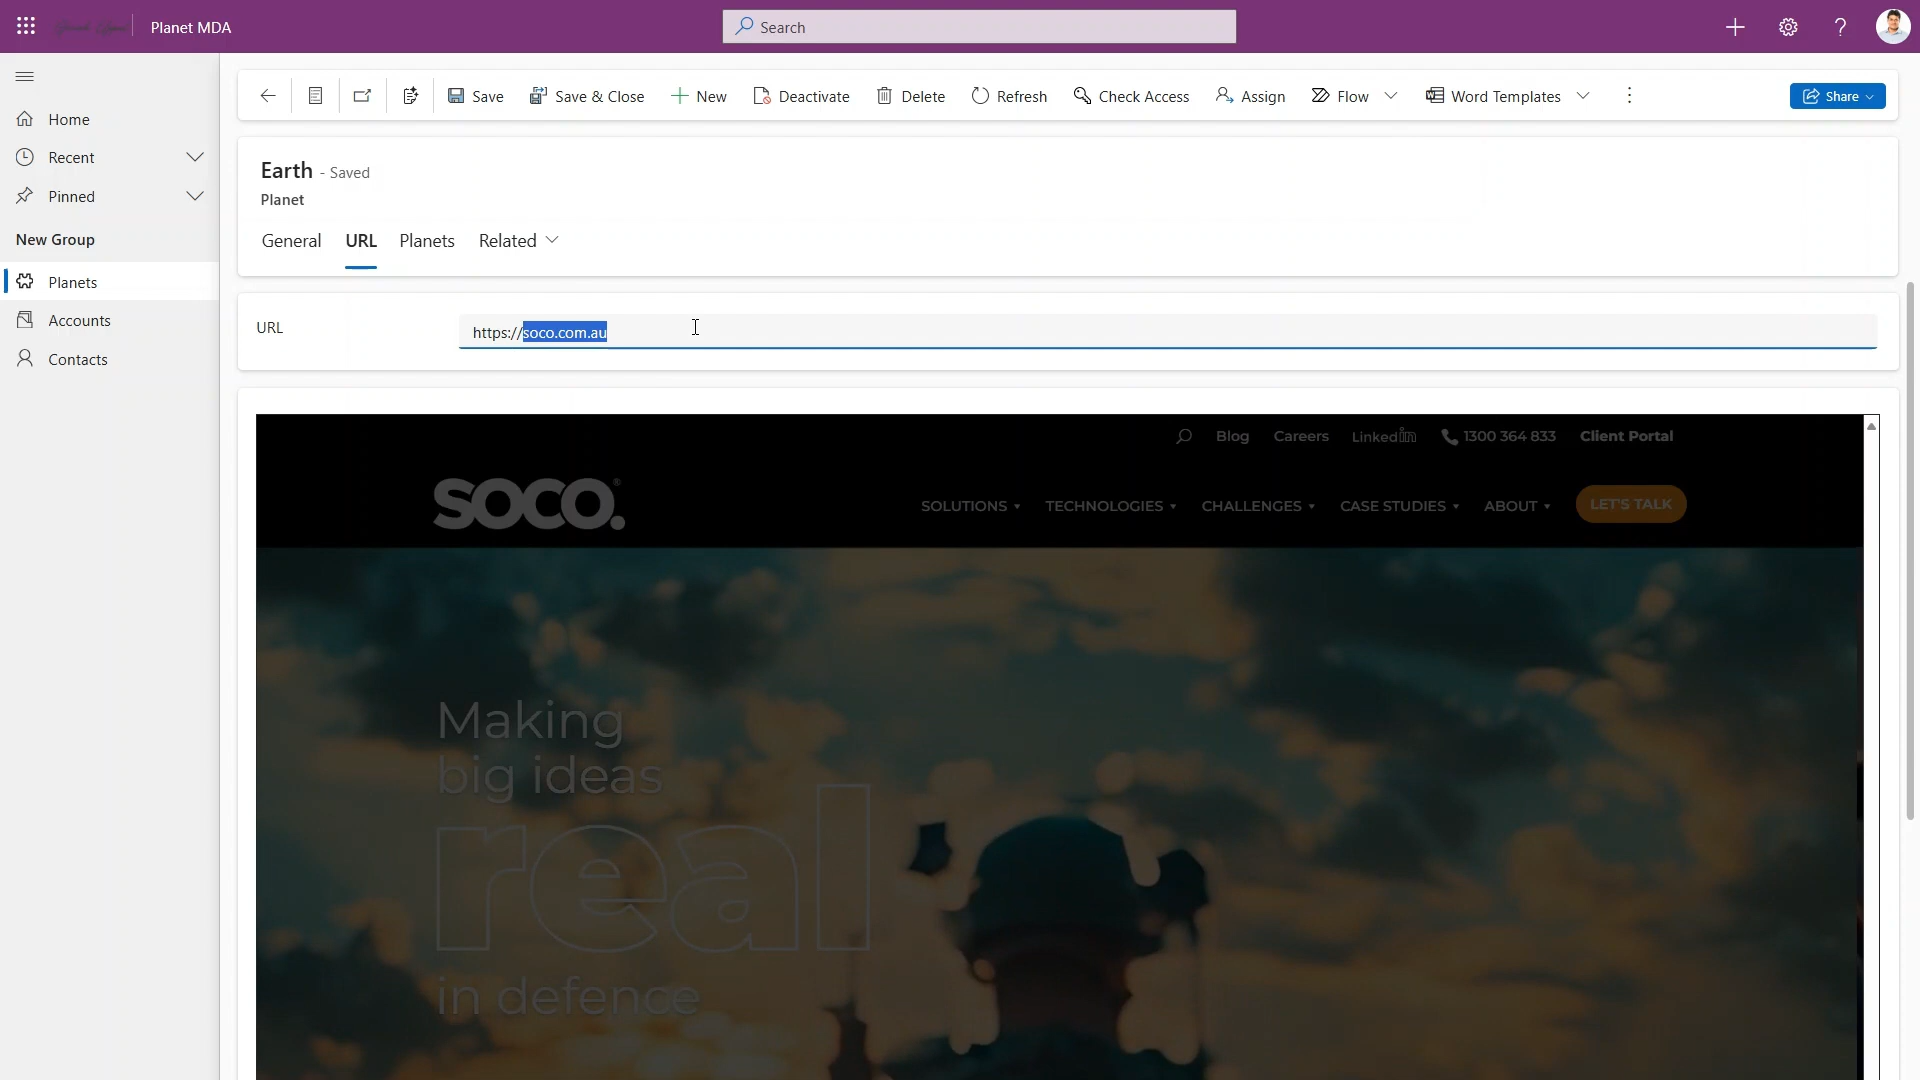 Planet MDA
Search
Save
Save & Close
New
Deactivate
Delete
Refresh
Check Access
Assign
Flow
Word Templates
Share
Home
Recent
Pinned
New Group
Planets
Accounts
Contacts
Earth - Saved
Planet
General
URL
Planets
Related
URL
https://soco.com.au
Blog
Careers
Linked in
1300 364 833
Client Portal
SOCO.®
SOLUTIONS
TECHNOLOGIES
CHALLENGES
CASE STUDIES
ABOUT
LET'S TALK
Making
big ideas
real
in defence